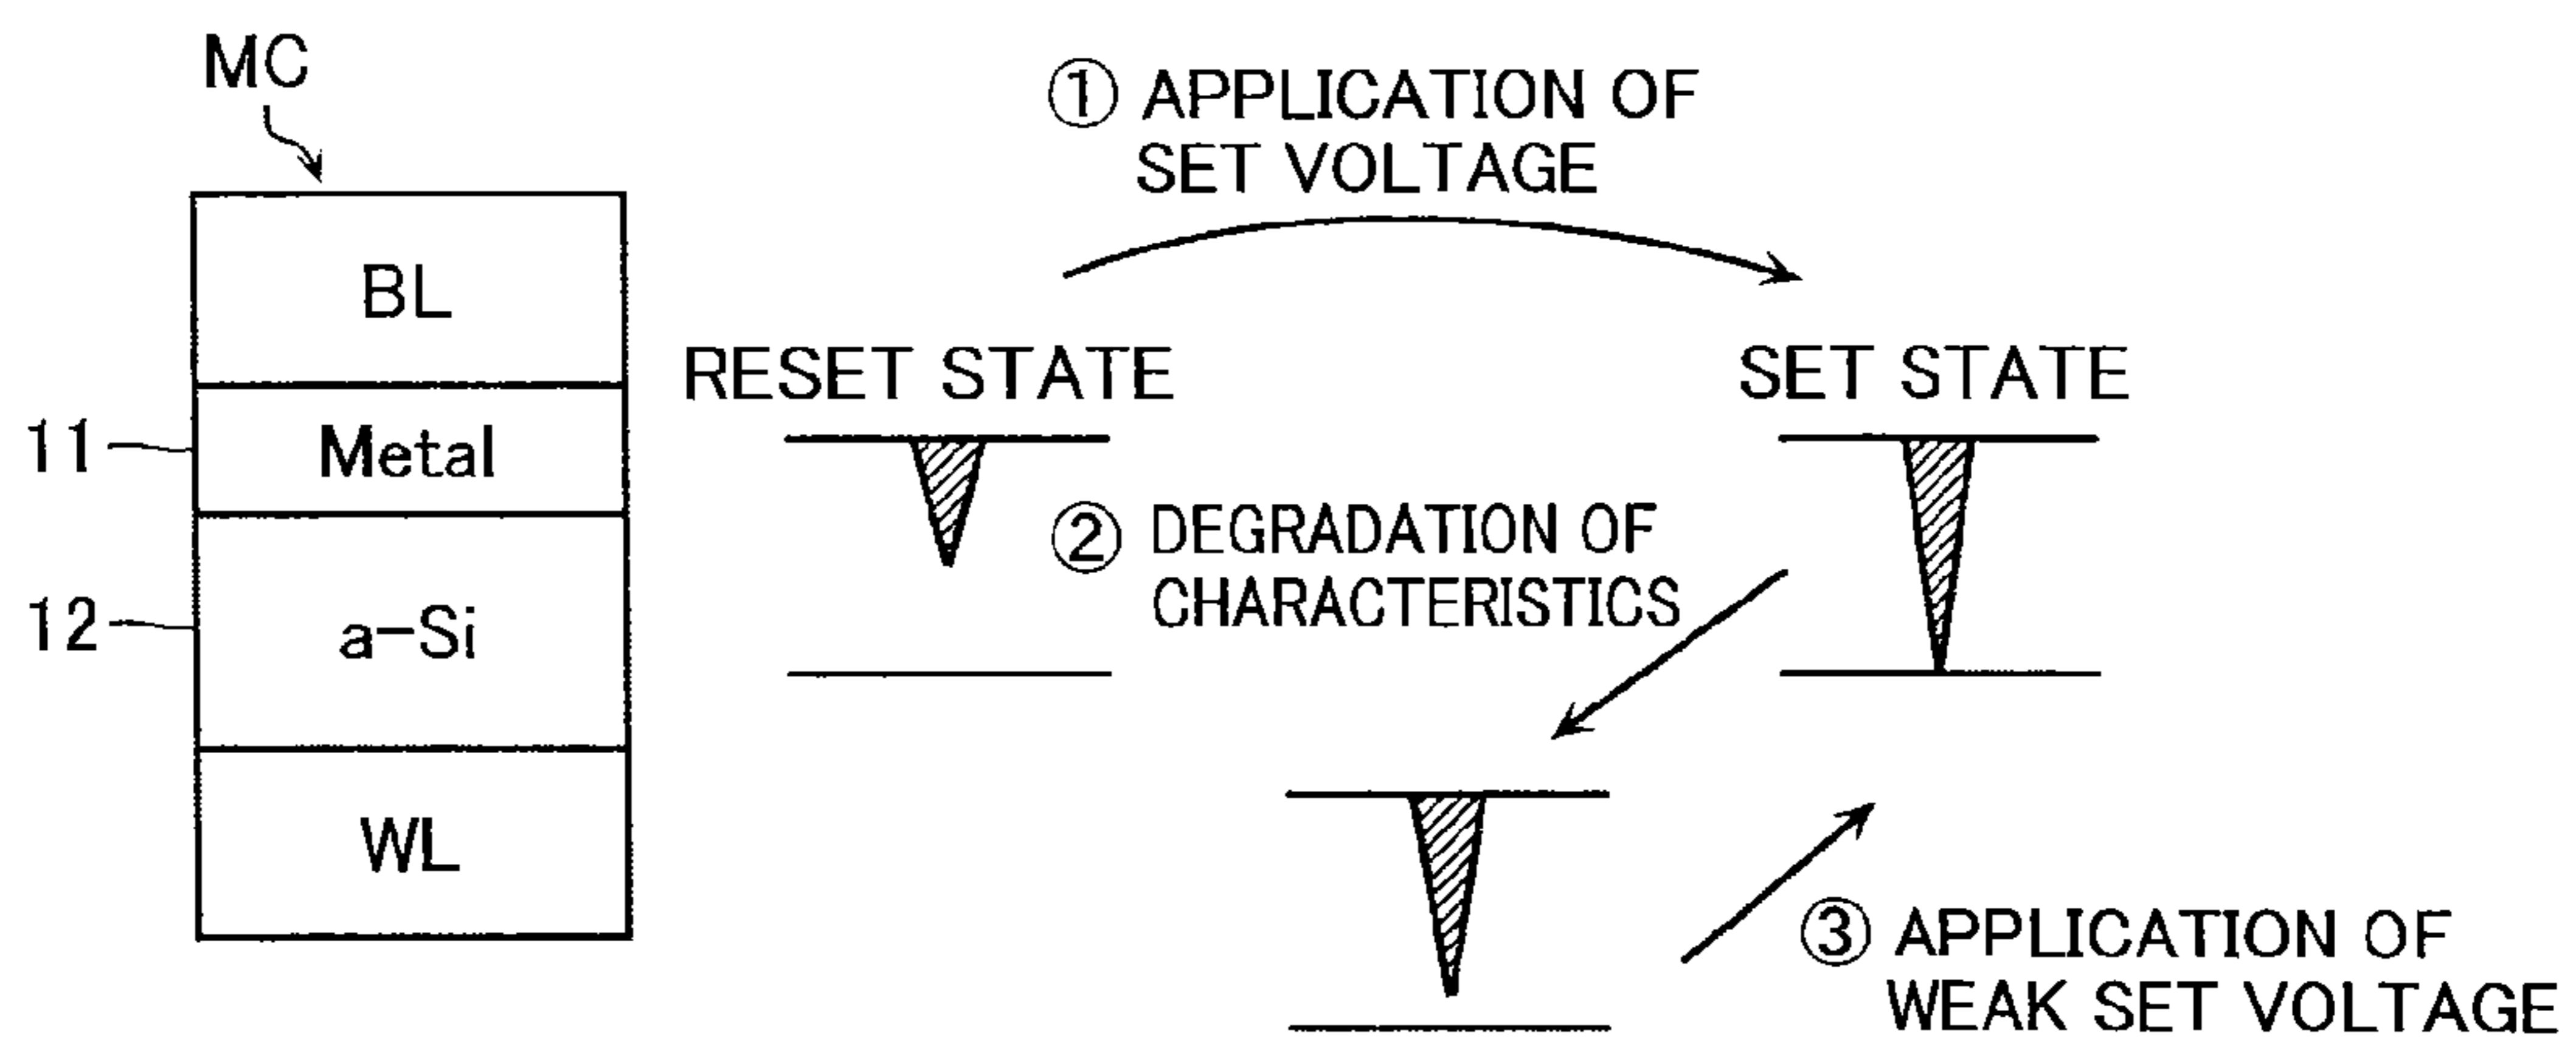 MC
BL
11
Metal
12
a-Si
WL
① APPLICATION OF
SET VOLTAGE
RESET STATE
SET STATE
② DEGRADATION OF
CHARACTERISTICS
③ APPLICATION OF
WEAK SET VOLTAGE